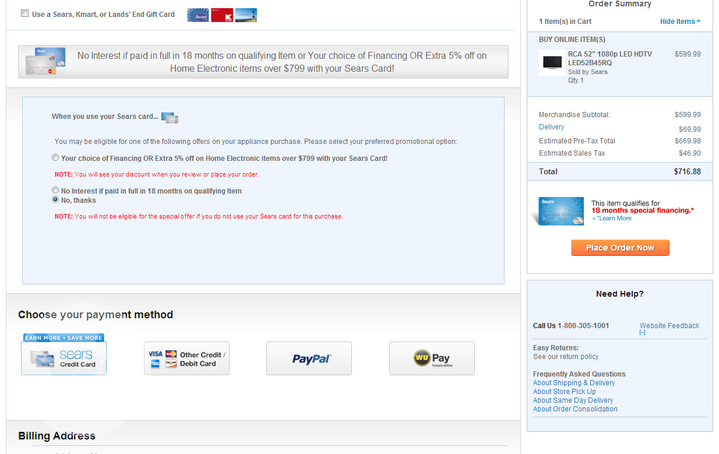 Use a Sears, Kmart, or Lands' End Gift Card
No Interest if paid in full in 18 months on qualifying Item or Your choice of Financing OR Extra 5% off on
Home Electronic items over $799 with your Sears Card!
When you use your Sears card...
You may be eligible for one of the following offers on your appliance purchase. Please select your preferred promotional option:
Your choice of Financing OR Extra 5% off on Home Electronic items over $799 with your Sears Card!
NOTE: You will see your discount when you review or place your order.
No Interest if paid in full in 18 months on qualifying Item
No, thanks
NOTE: You will not be eligible for the special offer if you do not use your Sears card for this purchase.
Choose your payment method
EARN MORE • SAVE MORE
sears
Credit Card
VISA
Other Credit /
Debit Card
PayPal
WU Pay
Billing Address
Order Summary
1 Item(s) in Cart
Hide Items
BUY ONLINE ITEM(S)
RCA 52" 1080p LED HDTV
LED52B45RQ
$599.99
Sold by Sears
Qty.1
Merchandise Subtotal: $599.99
Delivery $69.99
Estimated Pre-Tax Total $669.98
Estimated Sales Tax $46.90
Total $716.88
This item qualifies for
18 months special financing.*
*Learn More
Place Order Now
Need Help?
Call Us 1-800-305-1001
Website Feedback
[-]
Easy Returns:
See our return policy
Frequently Asked Questions
About Shipping & Delivery
About Store Pick Up
About Same Day Delivery
About Order Consolidation